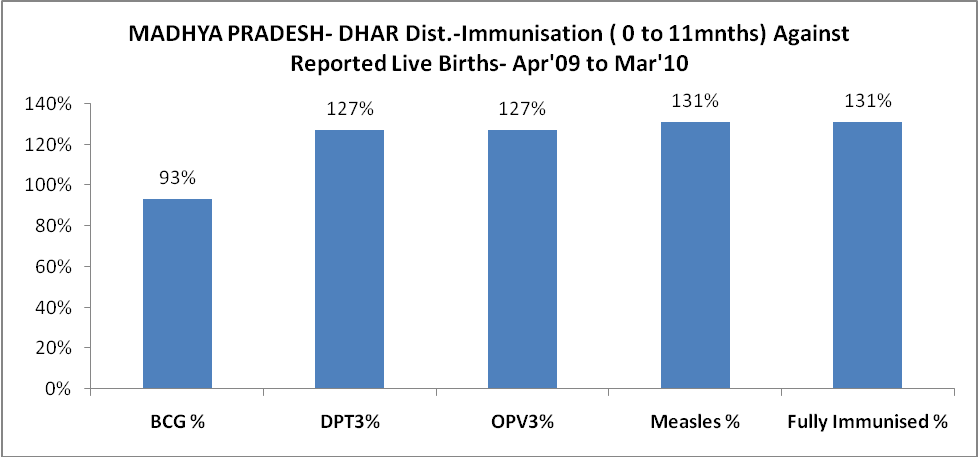 MADHYA PRADESH- DHAR Dist.-Immunisation ( 0 to 11mnths) Against
Reported Live Births- Apr'09 to Mar'10
140%
120%
100%
80%
60%
40%
20%
0%
93%
127%
127%
131%
131%
BCG %
DPT3%
OPV3%
Measles %
Fully Immunised %